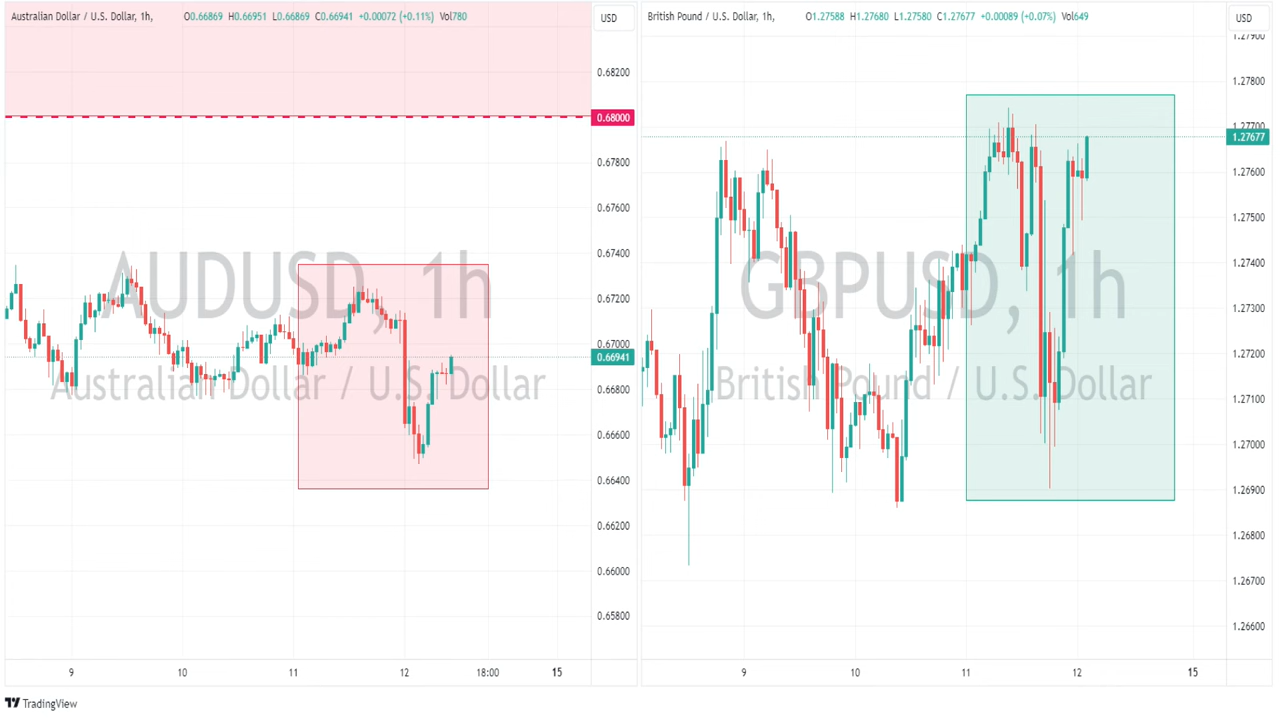 Australian Dollar / U.S. Dollar, 1h, O0.66869 H0.66951 L0.66869 C0.66941 +0.00072 (+0.11%) Vol780
USD
0.68200
0.68000
0.67800
0.67600
0.67400
0.67200
0.67000
0.66941
0.66800
0.66600
0.66400
0.66200
0.66000
0.65800
AUDUSD, 1h
Australian Dollar / U.S. Dollar
9 10 11 12 18:00 15
British Pound / U.S. Dollar, 1h, O1.27588 H1.27680 L1.27580 C1.27677 +0.00089 (+0.07%) Vol649
USD
1.27900
1.27800
1.27700
1.27677
1.27600
1.27500
1.27400
1.27300
1.27200
1.27100
1.27000
1.26900
1.26800
1.26700
1.26600
GBPUSD, 1h
British Pound / U.S. Dollar
9 10 11 12 15
TradingView